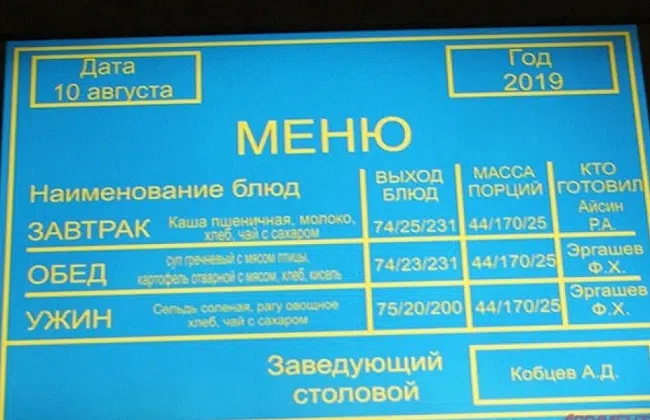 Дата
10 августа
Год
2019
МЕНЮ
Наименование блюд
ВЫХОД
БЛЮД
МАССА
ПОРЦИЙ
КТО
ГОТОВИЛ
ЗАВТРАК
Каша пшеничная, молоко,
хлеб, чай с сахаром
74/25/231
44/170/25
Айсин
Р.А.
ОБЕД
суп гречневый с мясом птицы,
картофель отварной с мясом, хлеб, кисель
74/23/231
44/170/25
Эргашев
Ф.Х.
УЖИН
Сельдь соленая, рагу овощное
хлеб, чай с сахаром
75/20/200
44/170/25
Эргашев
Ф.Х.
Заведующий
столовой
Кобцев А.Д.